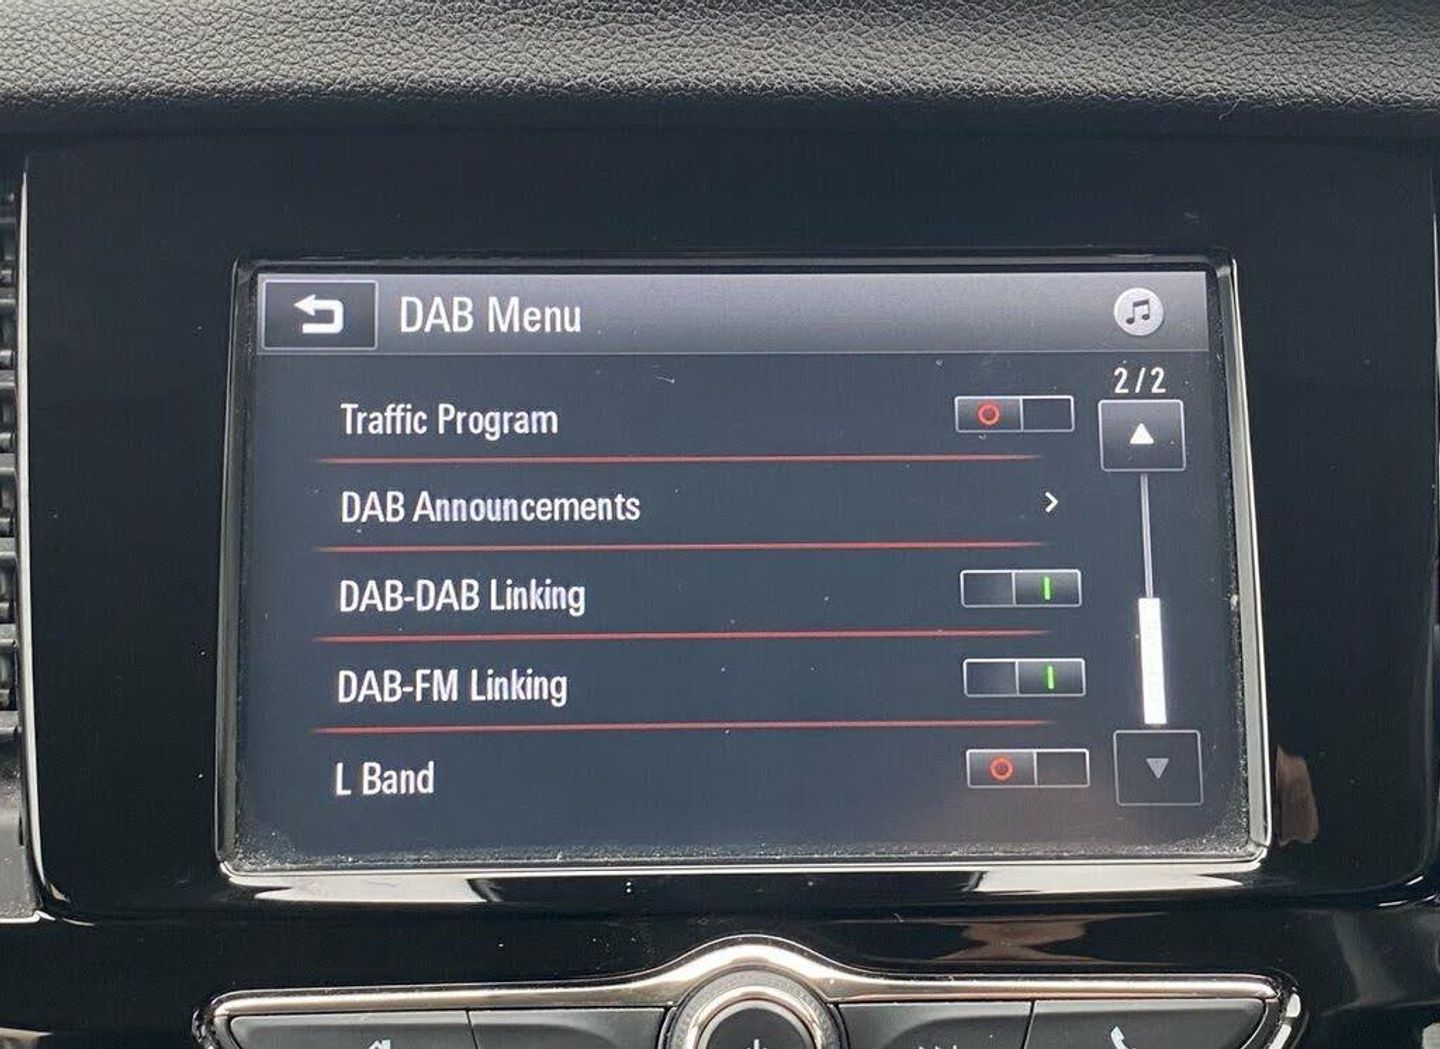 DAB Menu
2/2
Traffic Program
DAB Announcements
DAB-DAB Linking
DAB-FM Linking
L Band